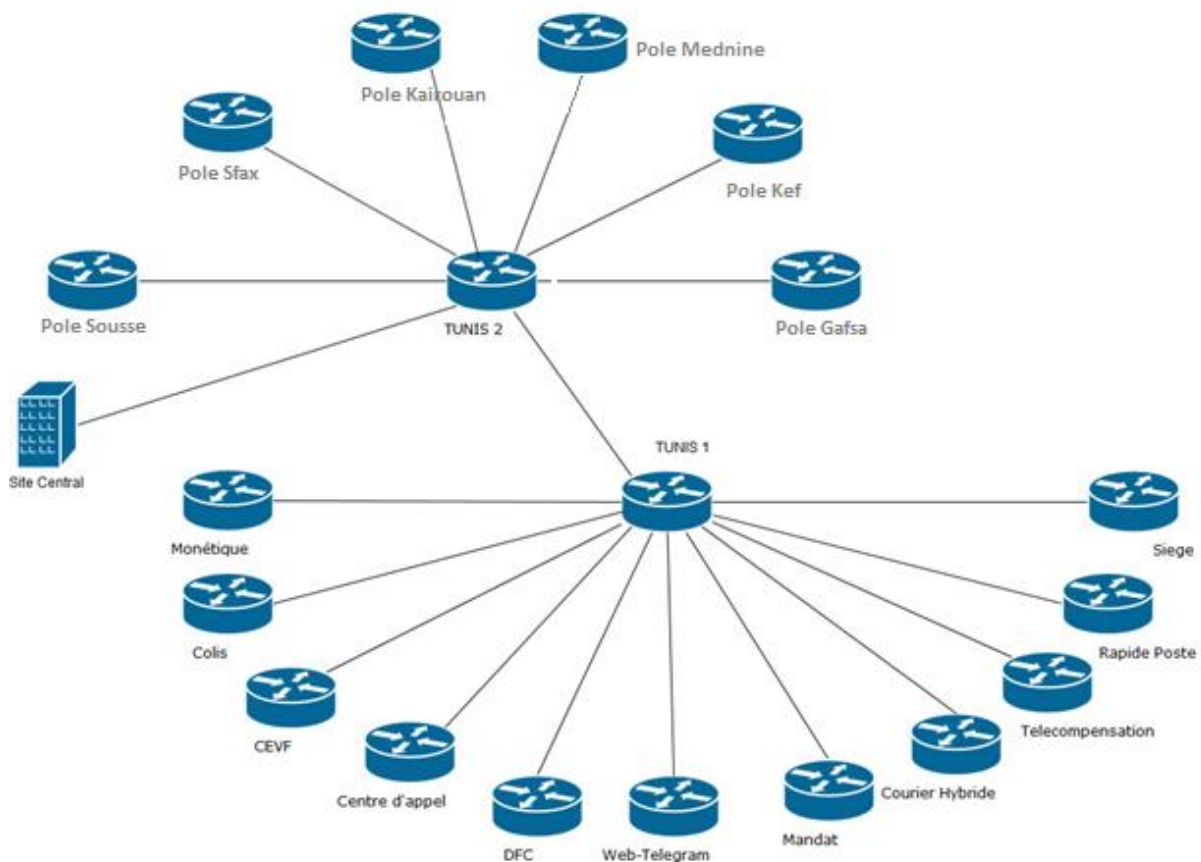 Pole Mednine
Pole Kairouan
Pole Sfax
Pole Kef
Pole Sousse
TUNIS 2
Pole Gafsa
TUNIS 1
Site Central
Monétique
Siege
Colis
Rapide Poste
CEVF
Telecompensation
Centre d'appel
Courier Hybride
DFC
Web-Telegram
Mandat